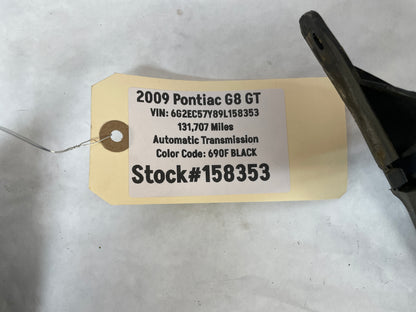 2009 Pontiac G8 GT
VIN: 6G2EC57Y89L158353
131,707 Miles
Automatic Transmission
Color Code: 690F BLACK
Stock#158353